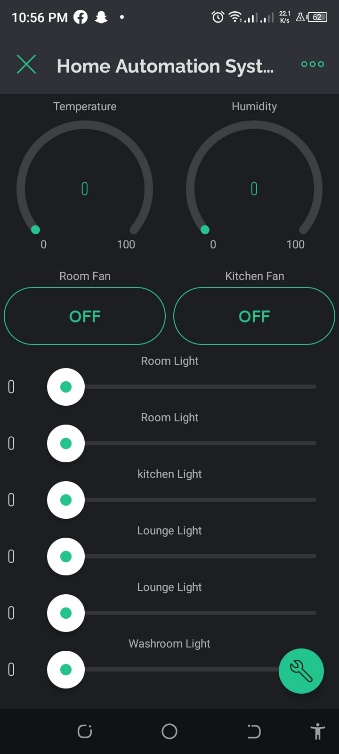 10:56 PM 22.1 K/S 62
Home Automation Syst...
Temperature Humidity
0 0
0 100 0 100
Room Fan Kitchen Fan
OFF OFF
Room Light
0
Room Light
0
kitchen Light
0
Lounge Light
0
Lounge Light
0
Washroom Light
0